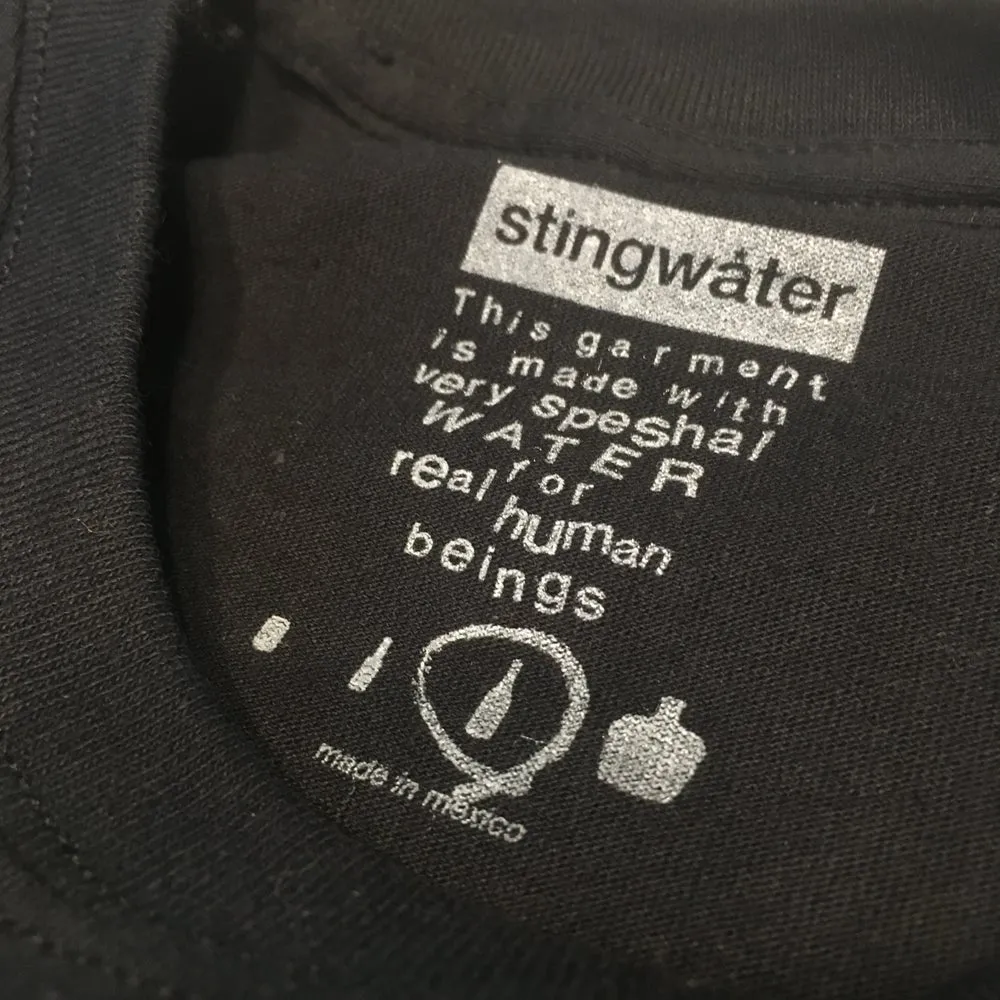 stingwater
This garment
is made with
very speshal
WATER
for
real human
beings
made in mexico